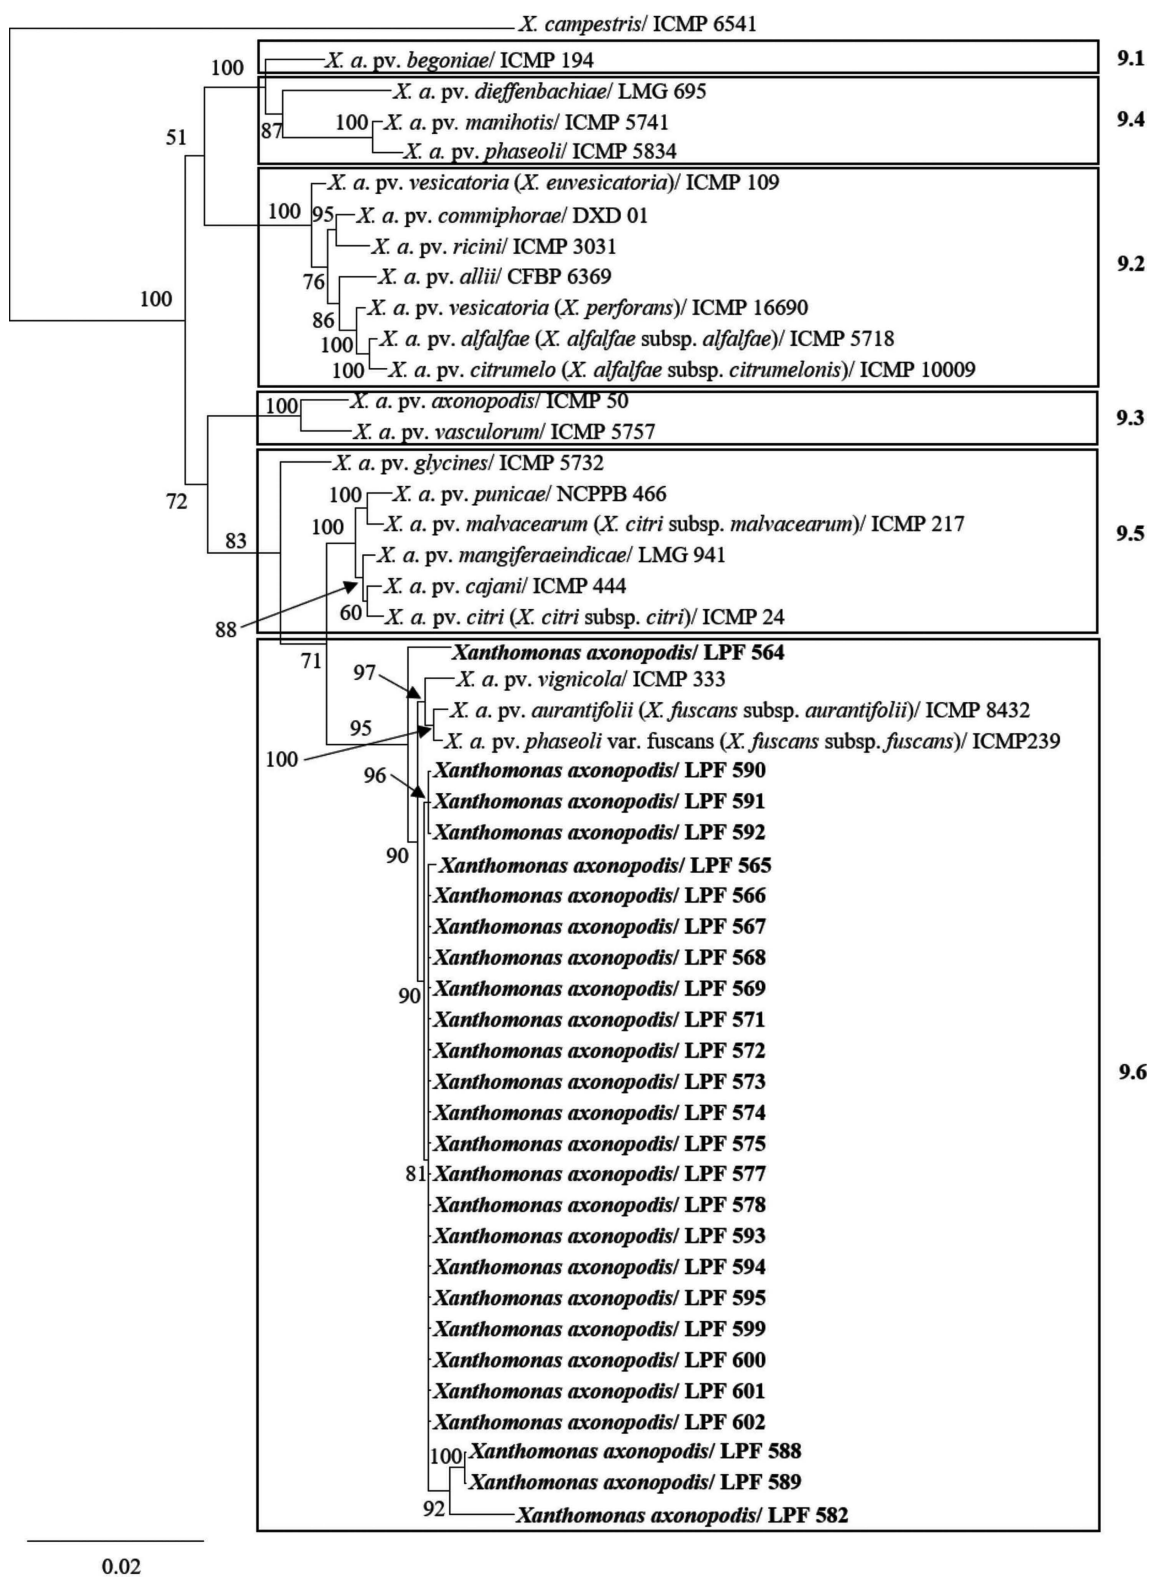 X. campestris/ ICMP 6541
X. a. pv. begoniae/ ICMP 194
9.1
100
X. a. pv. dieffenbachiae/ LMG 695
100 X. a. pv. manihotis/ ICMP 5741
9.4
87
51
X. a. pv. phaseoli/ ICMP 5834
X. a. pv. vesicatoria (X. euvesicatoria)/ ICMP 109
100 95 X. a. pv. commiphorae/ DXD 01
X. a. pv. ricini/ ICMP 3031
9.2
76 X. a. pv. allii/ CFBP 6369
100
X. a. pv. vesicatoria (X. perforans)/ ICMP 16690
86
X. a. pv. alfalfae (X. alfalfae subsp. alfalfae)/ ICMP 5718
100
100 X. a. pv. citrumelo (X. alfalfae subsp. citrumelonis)/ ICMP 10009
100 X. a. pv. axonopodis/ ICMP 50
9.3
X. a. pv. vasculorum/ ICMP 5757
X. a. pv. glycines/ ICMP 5732
72
100 X. a. pv. punicae/ NCPPB 466
100 X. a. pv. malvacearum (X. citri subsp. malvacearum)/ ICMP 217
9.5
83
X. a. pv. mangiferaeindicae/ LMG 941
X. a. pv. cajani/ ICMP 444
60 X. a. pv. citri (X. citri subsp. citri)/ ICMP 24
88
71
Xanthomonas axonopodis/ LPF 564
97 X. a. pv. vignicola/ ICMP 333
X. a. pv. aurantifolii (X. fuscans subsp. aurantifolii)/ ICMP 8432
95
X. a. pv. phaseoli var. fuscans (X. fuscans subsp. fuscans)/ ICMP239
100
96 Xanthomonas axonopodis/ LPF 590
Xanthomonas axonopodis/ LPF 591
Xanthomonas axonopodis/ LPF 592
90
Xanthomonas axonopodis/ LPF 565
Xanthomonas axonopodis/ LPF 566
Xanthomonas axonopodis/ LPF 567
Xanthomonas axonopodis/ LPF 568
Xanthomonas axonopodis/ LPF 569
90
Xanthomonas axonopodis/ LPF 571
Xanthomonas axonopodis/ LPF 572
9.6
Xanthomonas axonopodis/ LPF 573
Xanthomonas axonopodis/ LPF 574
Xanthomonas axonopodis/ LPF 575
81 Xanthomonas axonopodis/ LPF 577
Xanthomonas axonopodis/ LPF 578
Xanthomonas axonopodis/ LPF 593
Xanthomonas axonopodis/ LPF 594
Xanthomonas axonopodis/ LPF 595
Xanthomonas axonopodis/ LPF 599
Xanthomonas axonopodis/ LPF 600
Xanthomonas axonopodis/ LPF 601
Xanthomonas axonopodis/ LPF 602
100 Xanthomonas axonopodis/ LPF 588
Xanthomonas axonopodis/ LPF 589
92 Xanthomonas axonopodis/ LPF 582
0.02